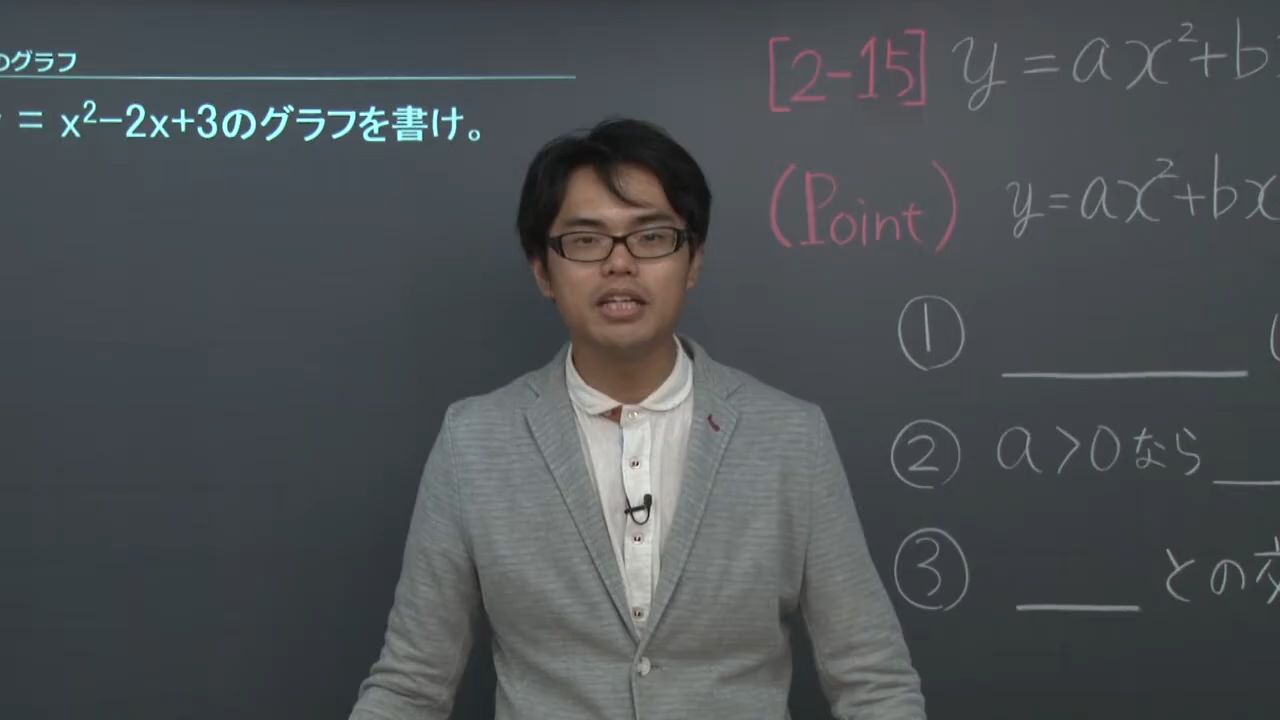 のグラフ
= x²-2x+3のグラフを書け。
[2-15] y=ax²+b
(Point) y=ax²+bx
①
② a>0なら
③ との